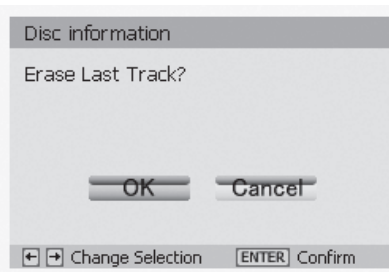 Disc information
Erase Last Track?
OK Cancel
← → Change Selection ENTER Confirm